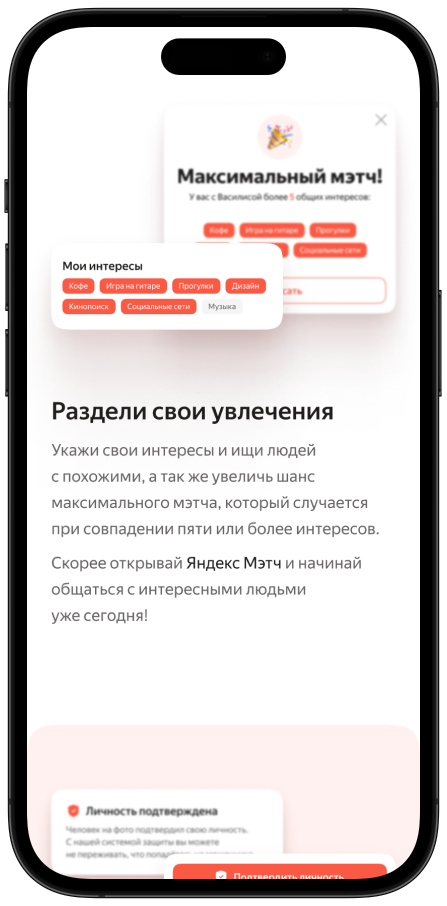 Максимальный мэтч!
У вас с Василисой более 5 общих интересов:
Кофе Игра на гитаре Прогулки
Социальные сети
Мои интересы
Кофе Игра на гитаре Прогулки Дизайн
Кинопоиск Социальные сети Музыка
Раздели свои увлечения
Укажи свои интересы и ищи людей
с похожими, а так же увеличь шанс
максимального мэтча, который случается
при совпадении пяти или более интересов.
Скорее открывай Яндекс Мэтч и начинай
общаться с интересными людьми
уже сегодня!
Личность подтверждена
Человек на фото подтвердил свою личность.
С нашей системой защиты вы можете
не переживать, что
Подтвердить личность